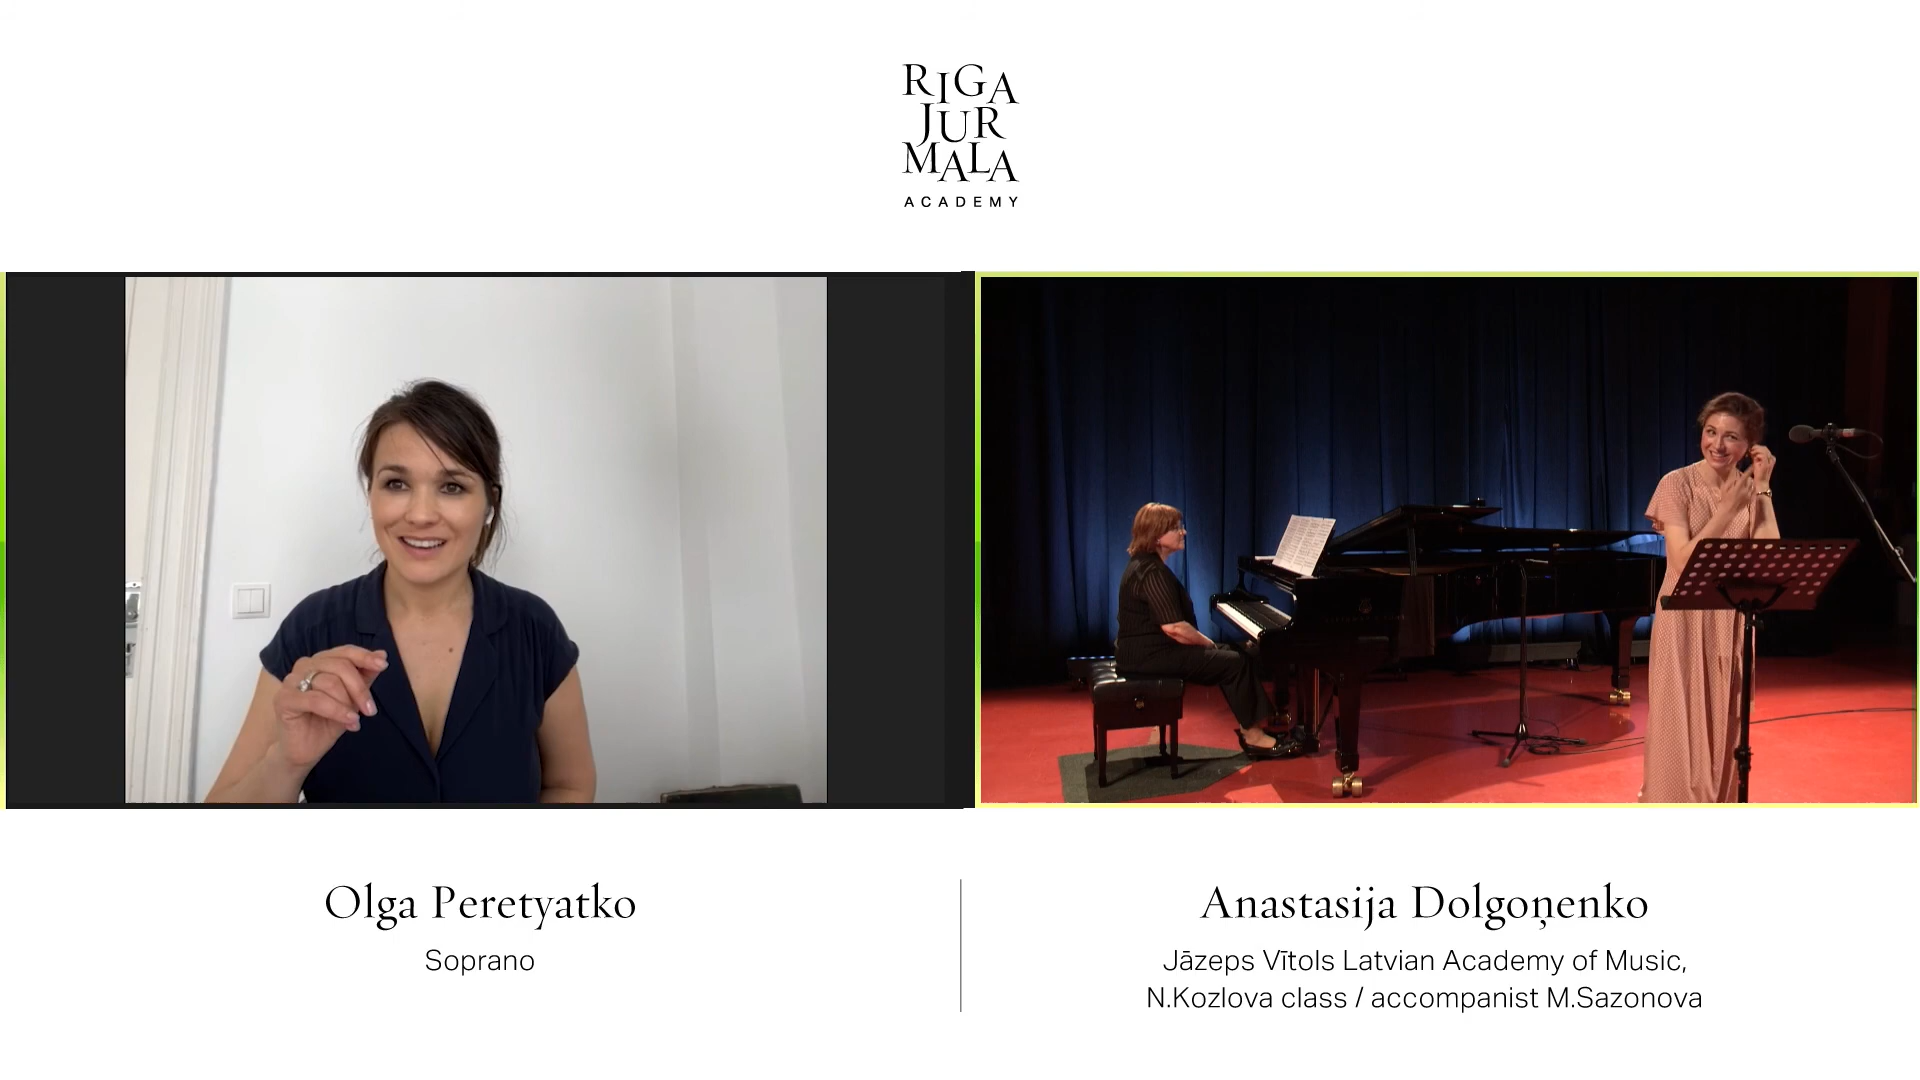 RIGA
JUR
MALA
ACADEMY
Olga Peretyatko
Soprano
Anastasija Dolgoņenko
Jāzeps Vītols Latvian Academy of Music,
N.Kozlova class / accompanist M.Sazonova